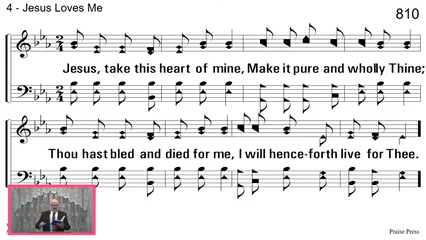 4 - Jesus Loves Me
810
Jesus, take this heart of mine, Make it pure and wholly Thine;
Thou hast bled and died for me, I will hence-forth live for Thee.
Praise Press